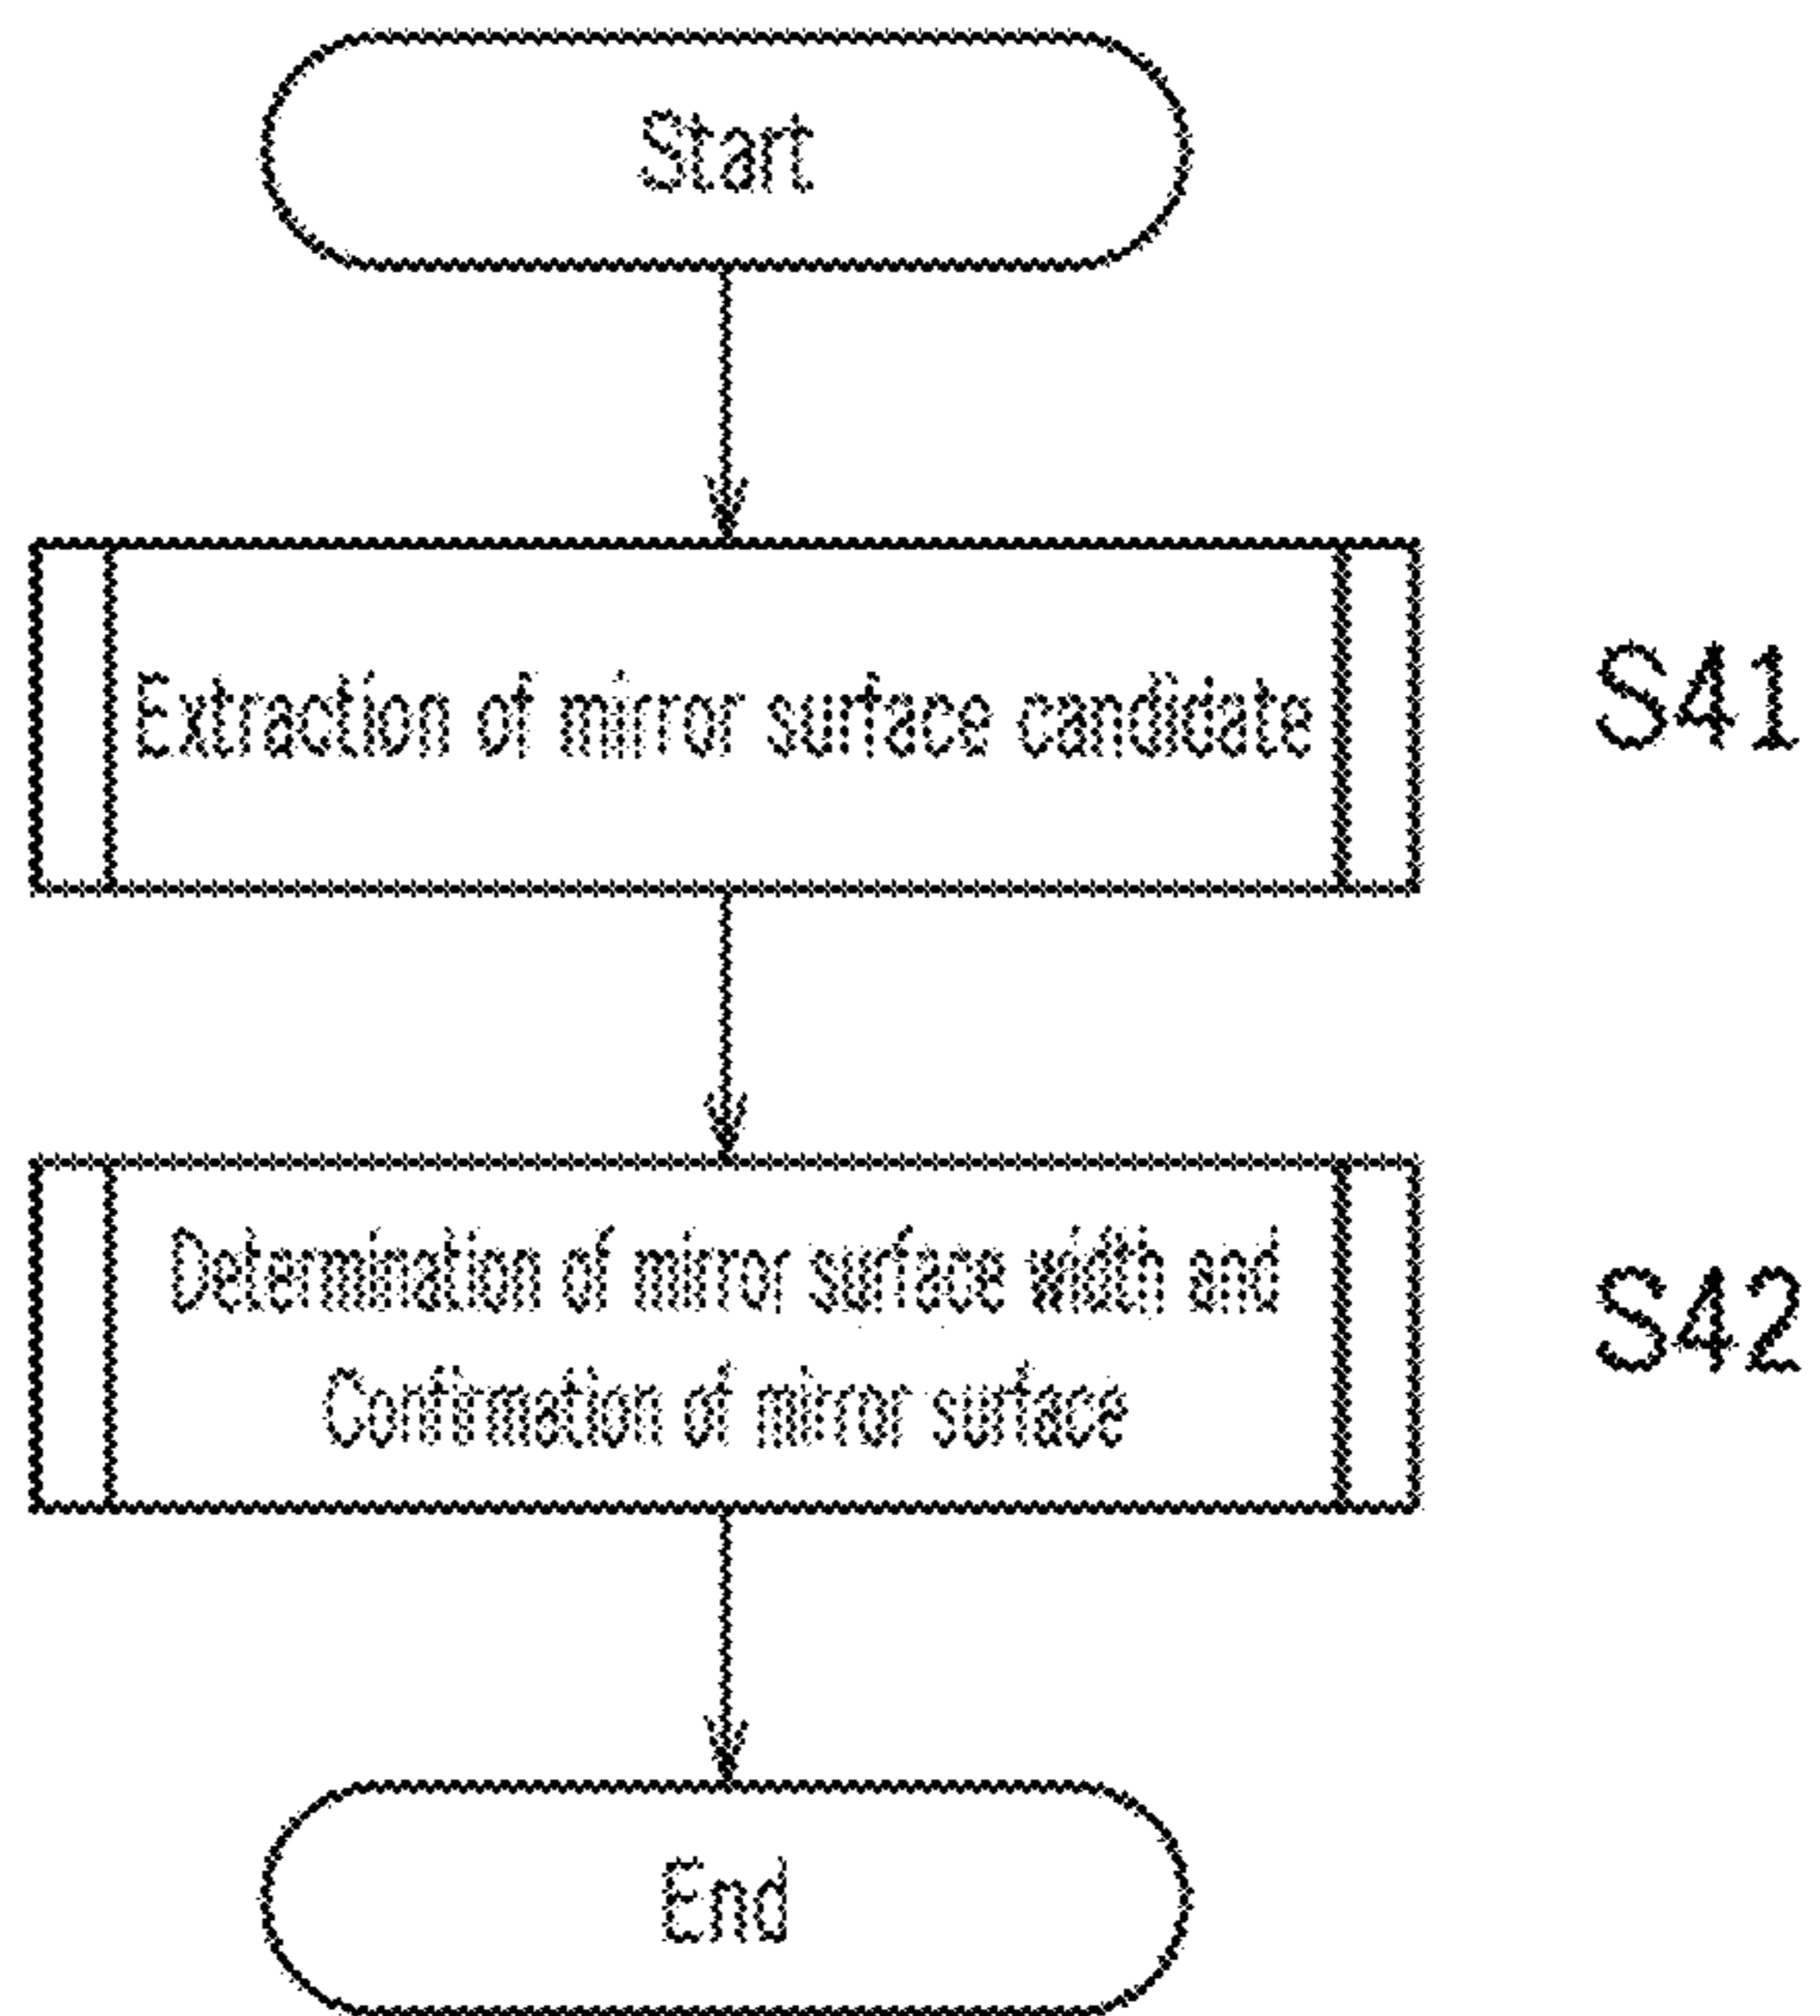 Start
Extraction of mirror surface candidate
S41
Determination of mirror surface width and
Confirmation of mirror surface
S42
End